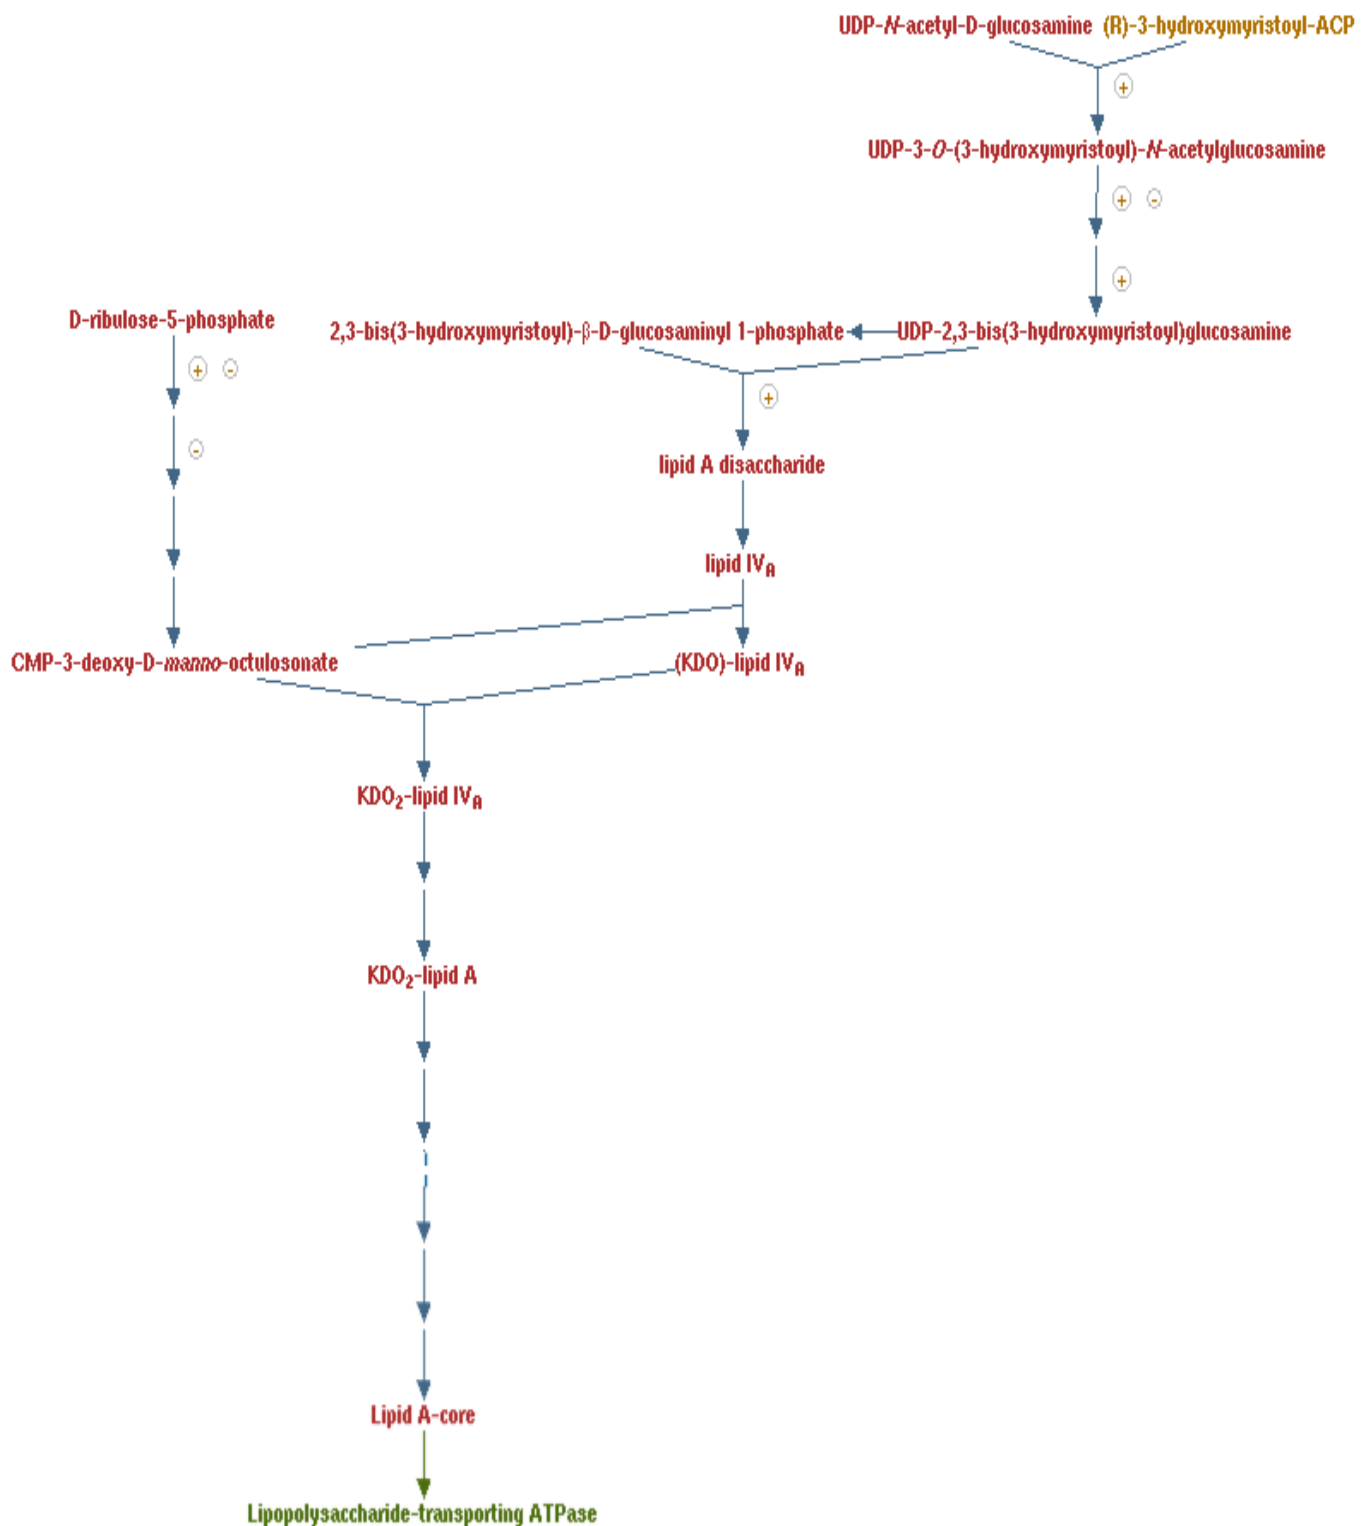 UDP-N-acetyl-D-glucosamine (R)-3-hydroxymyristoyl-ACP
+
UDP-3-O-(3-hydroxymyristoyl)-N-acetylglucosamine
+ -
+
D-ribulose-5-phosphate
2,3-bis(3-hydroxymyristoyl)-β-D-glucosaminyl 1-phosphate
UDP-2,3-bis(3-hydroxymyristoyl)glucosamine
+ -
+
-
lipid A disaccharide
lipid IVA
CMP-3-deoxy-D-manno-octulosonate
(KDO)-lipid IVA
KDO2-lipid IVA
KDO2-lipid A
Lipid A-core
Lipopolysaccharide-transporting ATPase